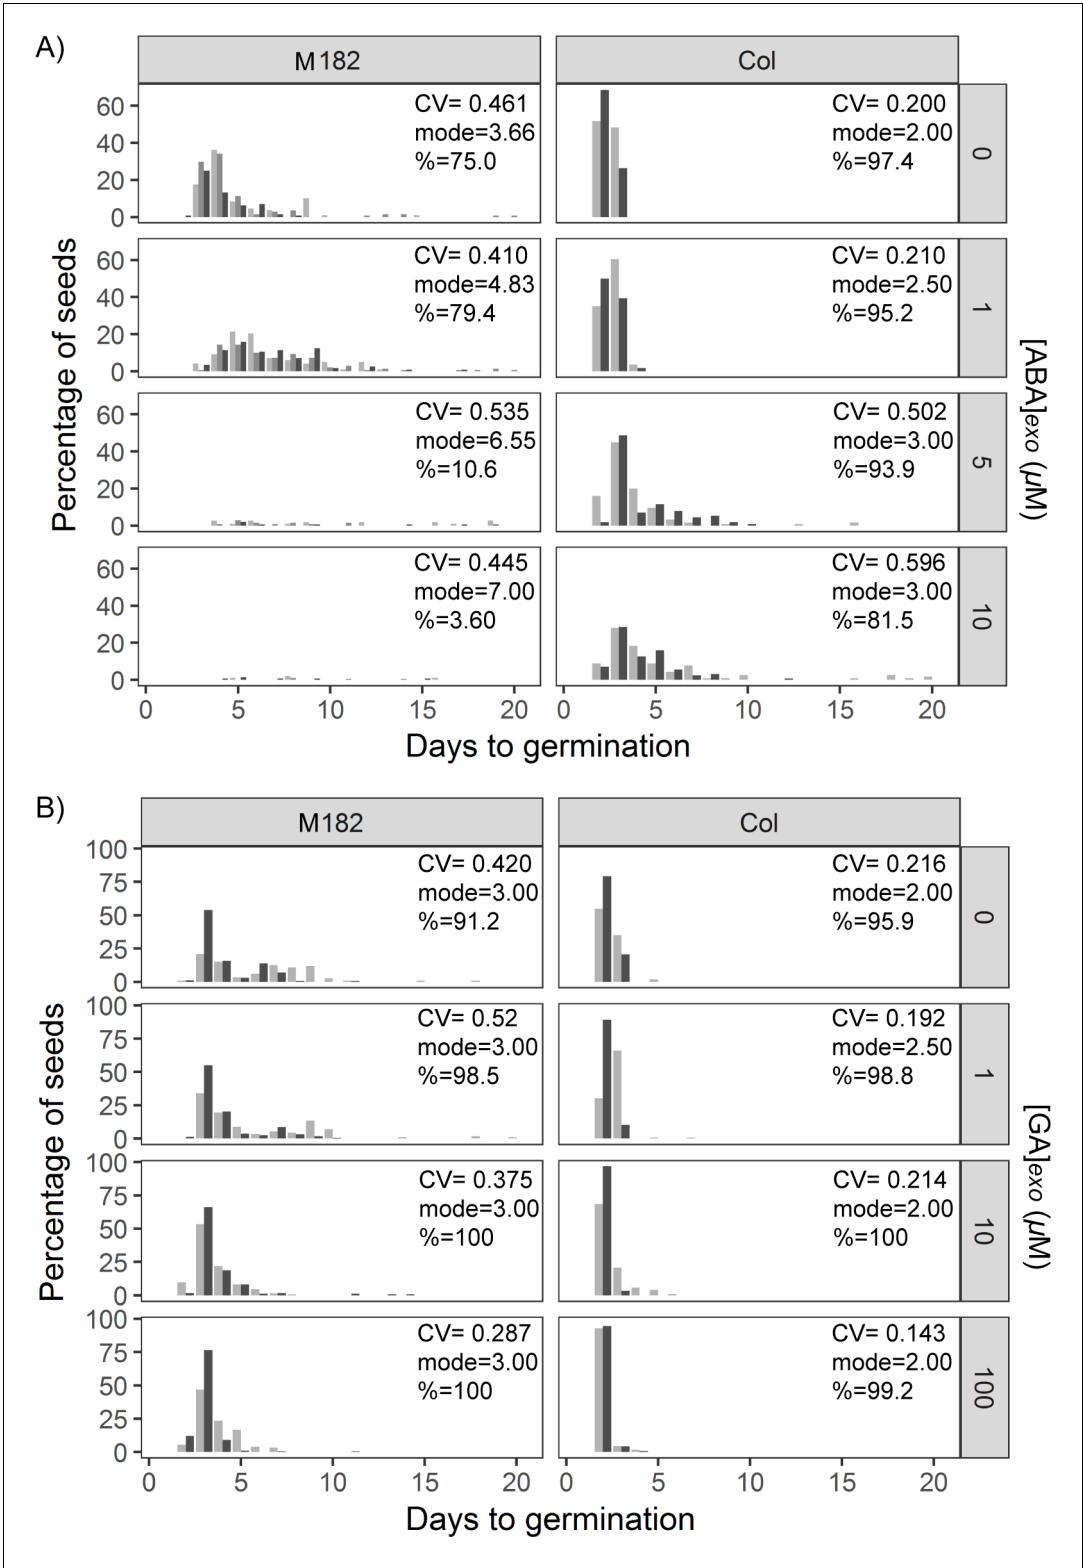 A)
M182
Col
Percentage of seeds
60
40
20
0
CV= 0.461
mode=3.66
%=75.0
CV= 0.200
mode=2.00
%=97.4
0
60
40
20
0
CV= 0.410
mode=4.83
%=79.4
CV= 0.210
mode=2.50
%=95.2
1
60
40
20
0
CV= 0.535
mode=6.55
%=10.6
CV= 0.502
mode=3.00
%=93.9
5
60
40
20
0
CV= 0.445
mode=7.00
%=3.60
CV= 0.596
mode=3.00
%=81.5
10
[ABA]exo (µM)
0 5 10 15 20
0 5 10 15 20
Days to germination
B)
M182
Col
Percentage of seeds
100
75
50
25
0
CV= 0.420
mode=3.00
%=91.2
CV= 0.216
mode=2.00
%=95.9
0
100
75
50
25
0
CV= 0.52
mode=3.00
%=98.5
CV= 0.192
mode=2.50
%=98.8
1
100
75
50
25
0
CV= 0.375
mode=3.00
%=100
CV= 0.214
mode=2.00
%=100
10
100
75
50
25
0
CV= 0.287
mode=3.00
%=100
CV= 0.143
mode=2.00
%=99.2
100
[GA]exo (µM)
0 5 10 15 20
0 5 10 15 20
Days to germination